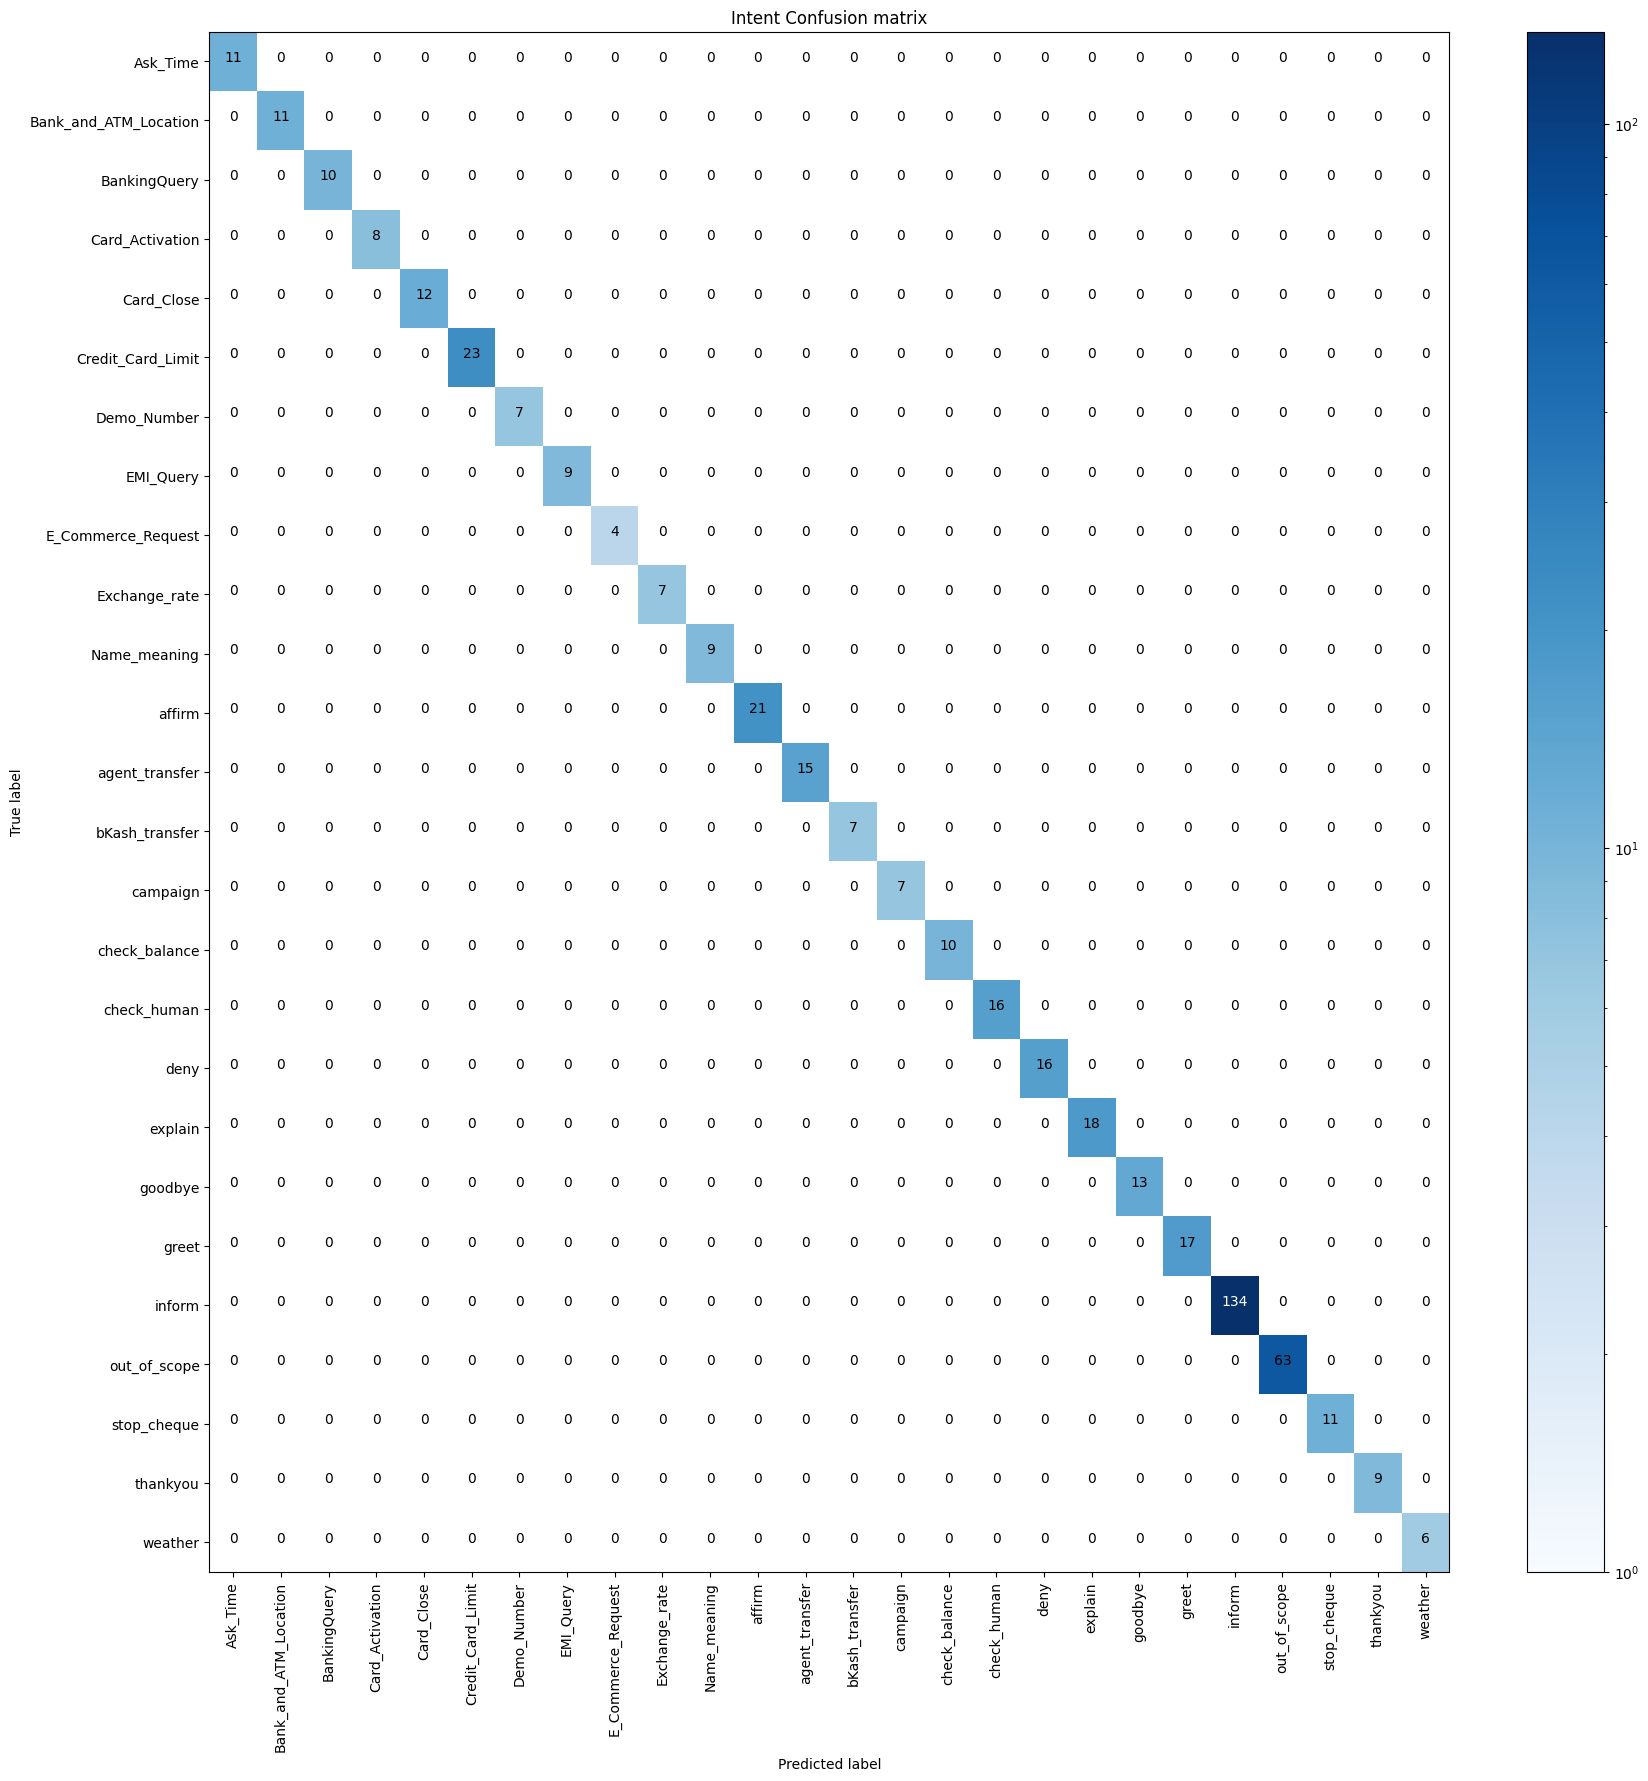 Intent Confusion matrix
Ask_Time 11 0 0 0 0 0 0 0 0 0 0 0 0 0 0 0 0 0 0 0 0 0 0 0 0 0
Bank_and_ATM_Location 0 11 0 0 0 0 0 0 0 0 0 0 0 0 0 0 0 0 0 0 0 0 0 0 0 0
BankingQuery 0 0 10 0 0 0 0 0 0 0 0 0 0 0 0 0 0 0 0 0 0 0 0 0 0 0
Card_Activation 0 0 0 8 0 0 0 0 0 0 0 0 0 0 0 0 0 0 0 0 0 0 0 0 0 0
Card_Close 0 0 0 0 12 0 0 0 0 0 0 0 0 0 0 0 0 0 0 0 0 0 0 0 0 0
Credit_Card_Limit 0 0 0 0 0 23 0 0 0 0 0 0 0 0 0 0 0 0 0 0 0 0 0 0 0 0
Demo_Number 0 0 0 0 0 0 7 0 0 0 0 0 0 0 0 0 0 0 0 0 0 0 0 0 0 0
EMI_Query 0 0 0 0 0 0 0 9 0 0 0 0 0 0 0 0 0 0 0 0 0 0 0 0 0 0
E_Commerce_Request 0 0 0 0 0 0 0 0 4 0 0 0 0 0 0 0 0 0 0 0 0 0 0 0 0 0
Exchange_rate 0 0 0 0 0 0 0 0 0 7 0 0 0 0 0 0 0 0 0 0 0 0 0 0 0 0
Name_meaning 0 0 0 0 0 0 0 0 0 0 9 0 0 0 0 0 0 0 0 0 0 0 0 0 0 0
affirm 0 0 0 0 0 0 0 0 0 0 0 21 0 0 0 0 0 0 0 0 0 0 0 0 0 0
agent_transfer 0 0 0 0 0 0 0 0 0 0 0 0 15 0 0 0 0 0 0 0 0 0 0 0 0 0
bKash_transfer 0 0 0 0 0 0 0 0 0 0 0 0 0 7 0 0 0 0 0 0 0 0 0 0 0 0
campaign 0 0 0 0 0 0 0 0 0 0 0 0 0 0 7 0 0 0 0 0 0 0 0 0 0 0
check_balance 0 0 0 0 0 0 0 0 0 0 0 0 0 0 0 10 0 0 0 0 0 0 0 0 0 0
check_human 0 0 0 0 0 0 0 0 0 0 0 0 0 0 0 0 16 0 0 0 0 0 0 0 0 0
deny 0 0 0 0 0 0 0 0 0 0 0 0 0 0 0 0 0 16 0 0 0 0 0 0 0 0
explain 0 0 0 0 0 0 0 0 0 0 0 0 0 0 0 0 0 0 18 0 0 0 0 0 0 0
goodbye 0 0 0 0 0 0 0 0 0 0 0 0 0 0 0 0 0 0 0 13 0 0 0 0 0 0
greet 0 0 0 0 0 0 0 0 0 0 0 0 0 0 0 0 0 0 0 0 17 0 0 0 0 0
inform 0 0 0 0 0 0 0 0 0 0 0 0 0 0 0 0 0 0 0 0 0 134 0 0 0 0
out_of_scope 0 0 0 0 0 0 0 0 0 0 0 0 0 0 0 0 0 0 0 0 0 0 63 0 0 0
stop_cheque 0 0 0 0 0 0 0 0 0 0 0 0 0 0 0 0 0 0 0 0 0 0 0 11 0 0
thankyou 0 0 0 0 0 0 0 0 0 0 0 0 0 0 0 0 0 0 0 0 0 0 0 0 9 0
weather 0 0 0 0 0 0 0 0 0 0 0 0 0 0 0 0 0 0 0 0 0 0 0 0 0 6
True label
Ask_Time
Bank_and_ATM_Location
BankingQuery
Card_Activation
Card_Close
Credit_Card_Limit
Demo_Number
EMI_Query
E_Commerce_Request
Exchange_rate
Name_meaning
affirm
agent_transfer
bKash_transfer
campaign
check_balance
check_human
deny
explain
goodbye
greet
inform
out_of_scope
stop_cheque
thankyou
weather
Predicted label
10²
10¹
10⁰